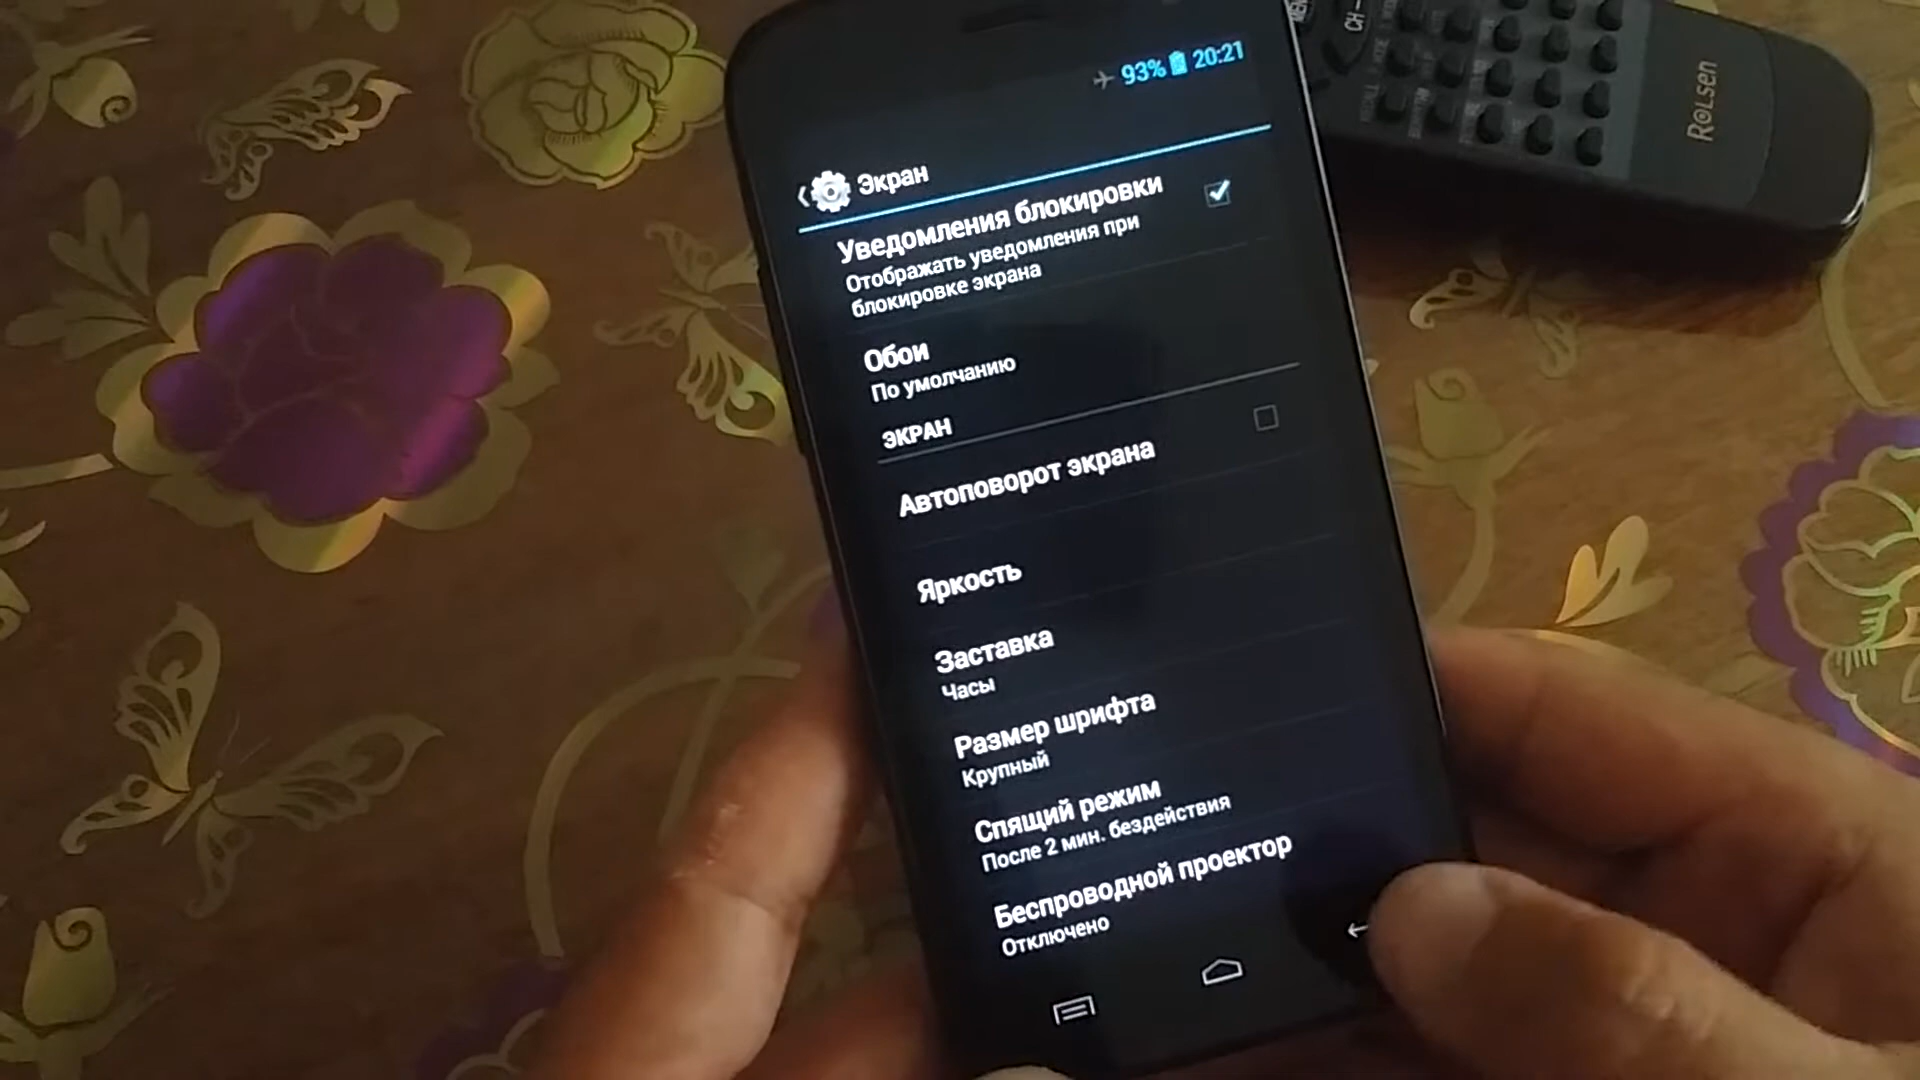 93% 20:21
Экран
Уведомления блокировки
Отображать уведомления при
блокировке экрана
Обои
По умолчанию
ЭКРАН
Автоповорот экрана
Яркость
Заставка
Часы
Размер шрифта
Крупный
Спящий режим
После 2 мин. бездействия
Беспроводной проектор
Отключено
CH -
ROLSEN